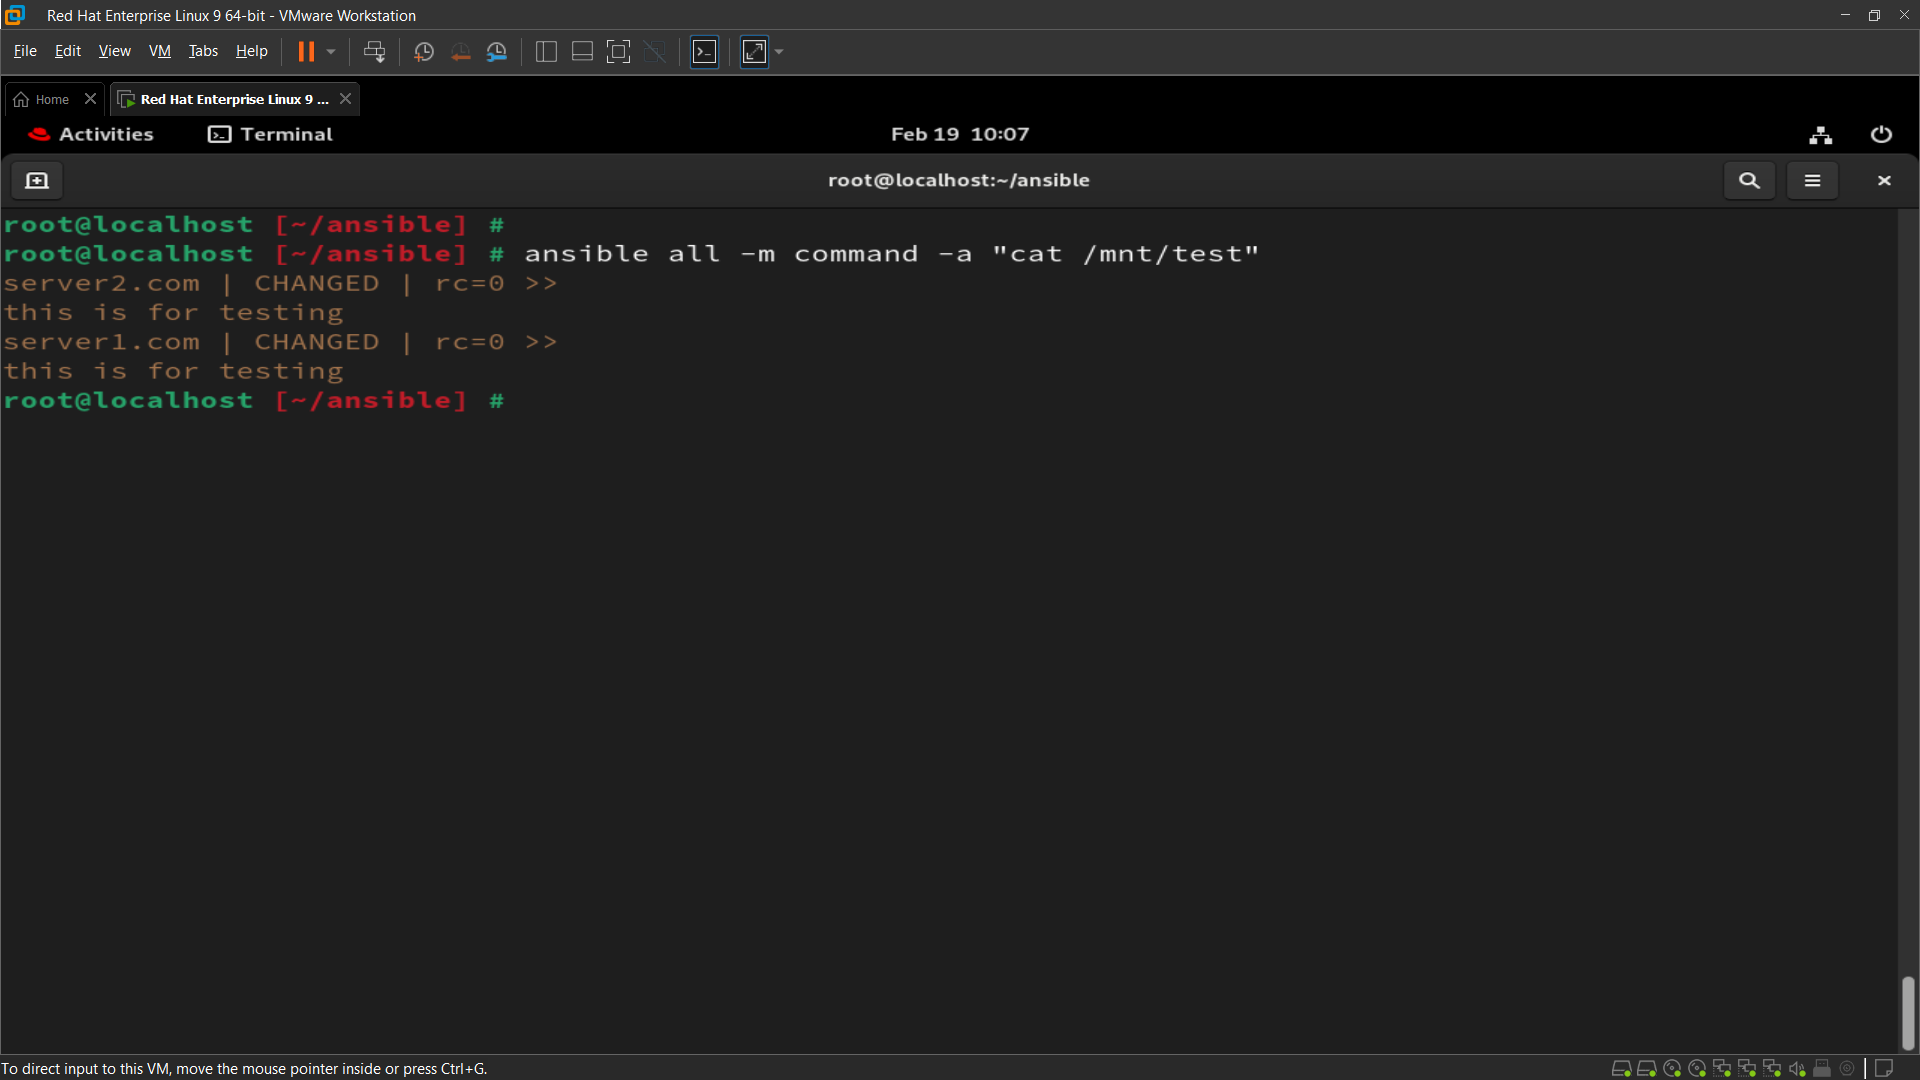 Red Hat Enterprise Linux 9 64-bit - VMware Workstation
File Edit View VM Tabs Help
Home Red Hat Enterprise Linux 9 ...
Activities Terminal Feb 19 10:07
root@localhost:~/ansible
root@localhost [~/ansible] #
root@localhost [~/ansible] # ansible all -m command -a "cat /mnt/test"
server2.com | CHANGED | rc=0 >>
this is for testing
server1.com | CHANGED | rc=0 >>
this is for testing
root@localhost [~/ansible] #
To direct input to this VM, move the mouse pointer inside or press Ctrl+G.